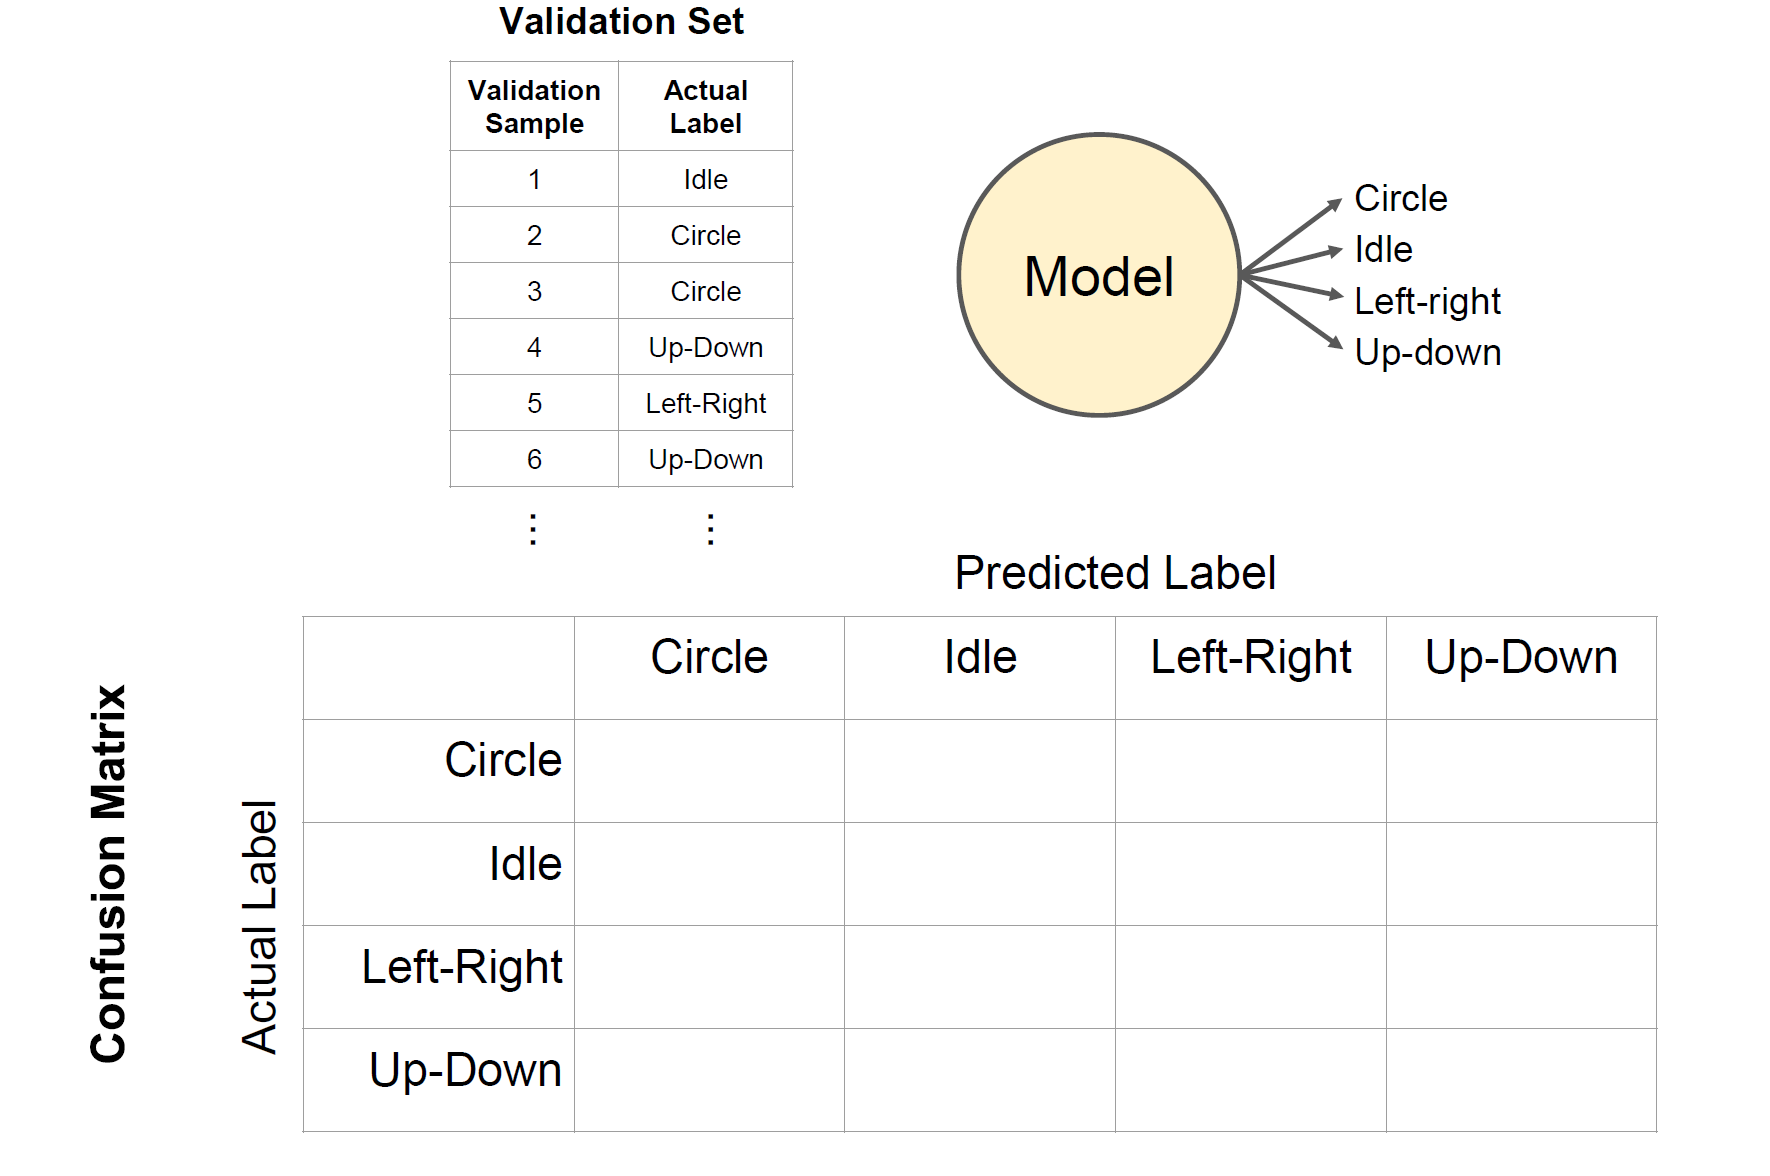 Validation Set
Validation Sample Actual Label
1 Idle
2 Circle
3 Circle
4 Up-Down
5 Left-Right
6 Up-Down
⋮ ⋮
Model
Circle
Idle
Left-right
Up-down
Confusion Matrix
Predicted Label
Actual Label
Circle Idle Left-Right Up-Down
Circle
Idle
Left-Right
Up-Down